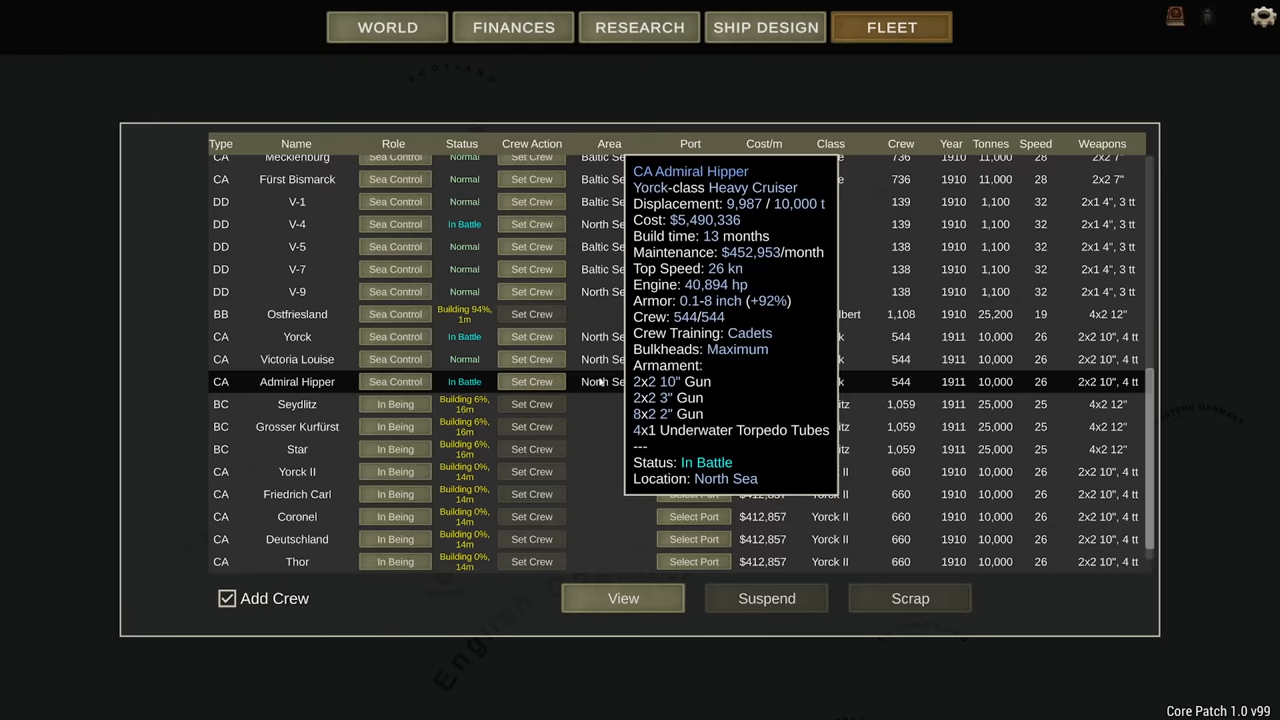 WORLD FINANCES RESEARCH SHIP DESIGN FLEET
Type Name Role Status Crew Action Area Port Cost/m Class Crew Year Tonnes Speed Weapons
CA Mecklenburg Sea Control Normal Set Crew Baltic Se 736 1910 11,000 28 2x2 7"
CA Fürst Bismarck Sea Control Normal Set Crew Baltic Se 736 1910 11,000 28 2x2 7"
DD V-1 Sea Control Normal Set Crew Baltic Se 139 1910 1,100 32 2x1 4", 3 tt
DD V-4 Sea Control In Battle Set Crew North Se 139 1910 1,100 32 2x1 4", 3 tt
DD V-5 Sea Control Normal Set Crew Baltic Se 138 1910 1,100 32 2x1 4", 3 tt
DD V-7 Sea Control Normal Set Crew Baltic Se 138 1910 1,100 32 2x1 4", 3 tt
DD V-9 Sea Control Normal Set Crew North Se 138 1910 1,100 32 2x1 4", 3 tt
BB Ostfriesland Sea Control Building 94%, 1m Set Crew lbert 1,108 1910 25,200 19 4x2 12"
CA Yorck Sea Control In Battle Set Crew North Se k 544 1911 10,000 26 2x2 10", 4 tt
CA Victoria Louise Sea Control Normal Set Crew North Se k 544 1911 10,000 26 2x2 10", 4 tt
CA Admiral Hipper Sea Control In Battle Set Crew North Se k 544 1911 10,000 26 2x2 10", 4 tt
BC Seydlitz In Being Building 6%, 16m Set Crew itz 1,059 1911 25,000 25 4x2 12"
BC Grosser Kurfürst In Being Building 6%, 16m Set Crew itz 1,059 1911 25,000 25 4x2 12"
BC Star In Being Building 6%, 16m Set Crew itz 1,059 1911 25,000 25 4x2 12"
CA Yorck II In Being Building 0%, 14m Set Crew II 660 1910 10,000 26 2x2 10", 4 tt
CA Friedrich Carl In Being Building 0%, 14m Set Crew Select Port $412,857 Yorck II 660 1910 10,000 26 2x2 10", 4 tt
CA Coronel In Being Building 0%, 14m Set Crew Select Port $412,857 Yorck II 660 1910 10,000 26 2x2 10", 4 tt
CA Deutschland In Being Building 0%, 14m Set Crew Select Port $412,857 Yorck II 660 1910 10,000 26 2x2 10", 4 tt
CA Thor In Being Building 0%, 14m Set Crew Select Port $412,857 Yorck II 660 1910 10,000 26 2x2 10", 4 tt
CA Admiral Hipper
Yorck-class Heavy Cruiser
Displacement: 9,987 / 10,000 t
Cost: $5,490,336
Build time: 13 months
Maintenance: $452,953/month
Top Speed: 26 kn
Engine: 40,894 hp
Armor: 0.1-8 inch (+92%)
Crew: 544/544
Crew Training: Cadets
Bulkheads: Maximum
Armament:
2x2 10" Gun
2x2 3" Gun
8x2 2" Gun
4x1 Underwater Torpedo Tubes
---
Status: In Battle
Location: North Sea
Add Crew View Suspend Scrap
Core Patch 1.0 v99